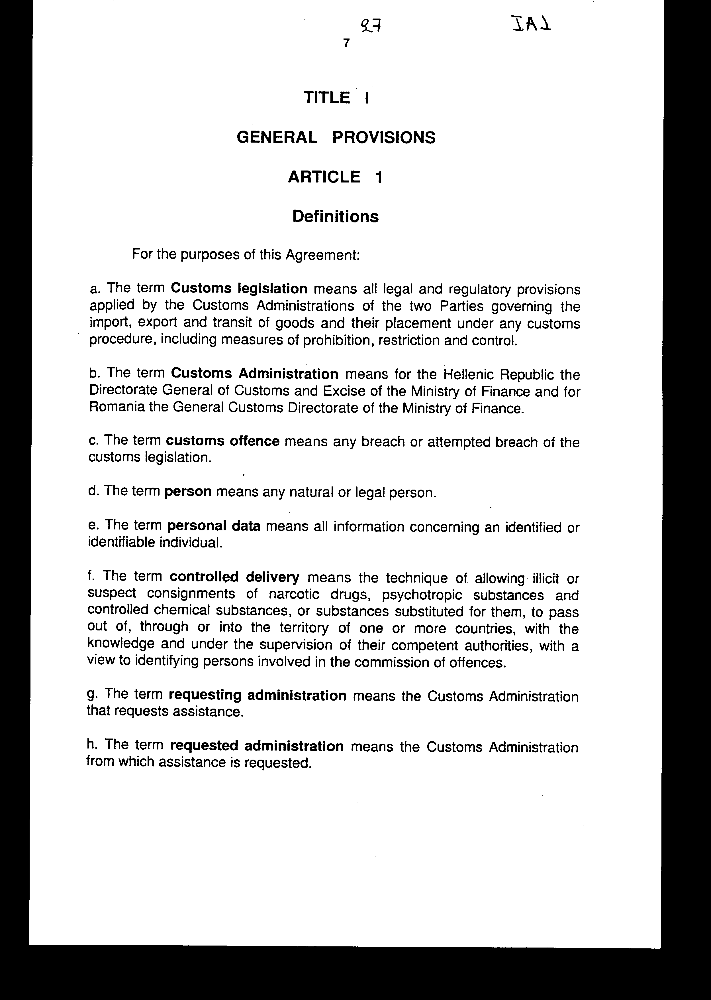 27
IA1
7
TITLE I
GENERAL PROVISIONS
ARTICLE 1
Definitions
For the purposes of this Agreement:
a. The term Customs legislation means all legal and regulatory provisions
applied by the Customs Administrations of the two Parties governing the
import, export and transit of goods and their placement under any customs
procedure, including measures of prohibition, restriction and control.
b. The term Customs Administration means for the Hellenic Republic the
Directorate General of Customs and Excise of the Ministry of Finance and for
Romania the General Customs Directorate of the Ministry of Finance.
c. The term customs offence means any breach or attempted breach of the
customs legislation.
d. The term person means any natural or legal person.
e. The term personal data means all information concerning an identified or
identifiable individual.
f. The term controlled delivery means the technique of allowing illicit or
suspect consignments of narcotic drugs, psychotropic substances and
controlled chemical substances, or substances substituted for them, to pass
out of, through or into the territory of one or more countries, with the
knowledge and under the supervision of their competent authorities, with a
view to identifying persons involved in the commission of offences.
g. The term requesting administration means the Customs Administration
that requests assistance.
h. The term requested administration means the Customs Administration
from which assistance is requested.